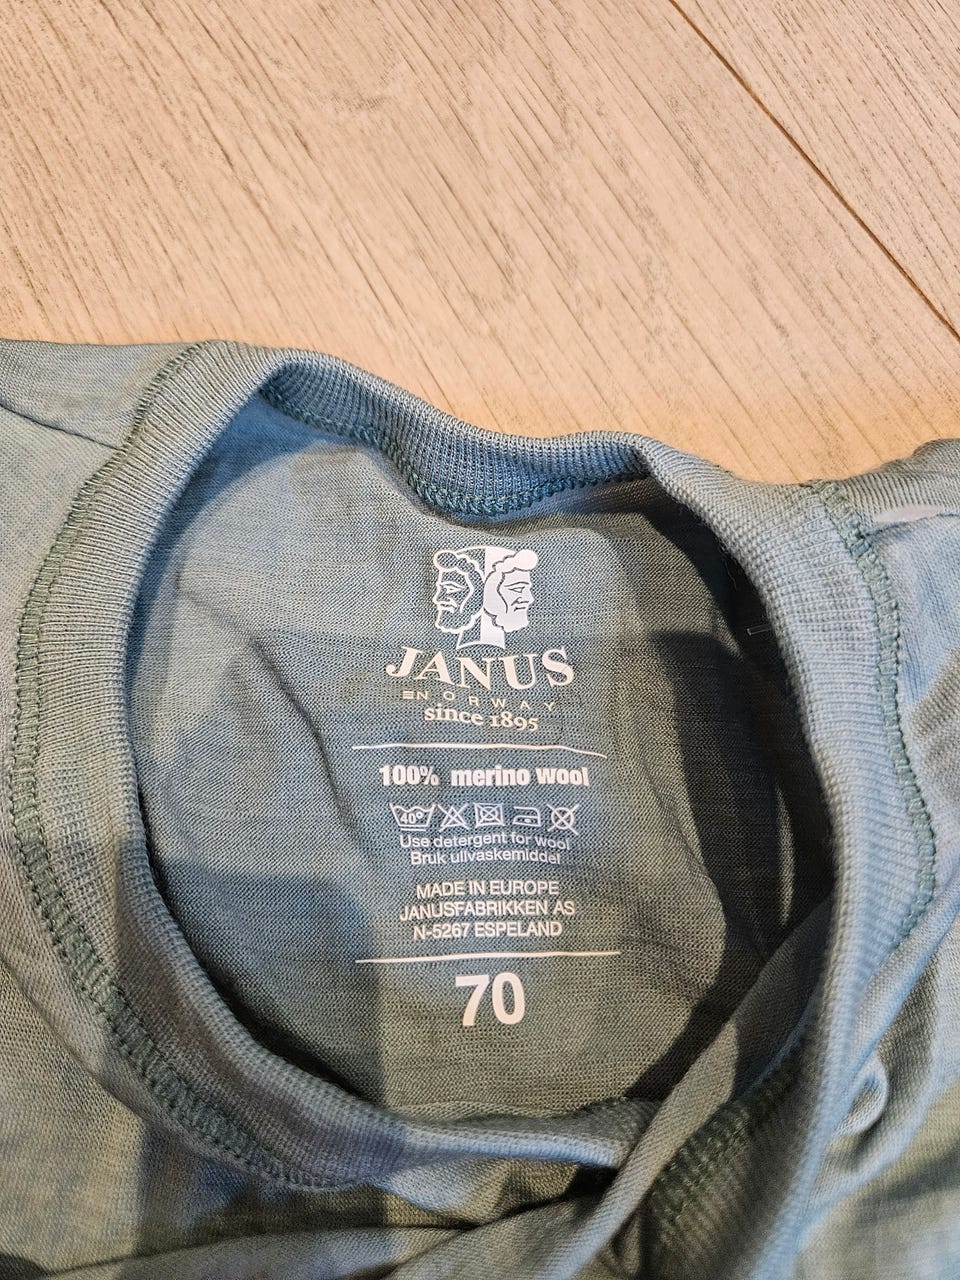 JANUS
NORWAY
since 1895
100% merino wool
40°
Use detergent for wool
Bruk ullvaskemiddel
MADE IN EUROPE
JANUSFABRIKKEN AS
N-5267 ESPELAND
70